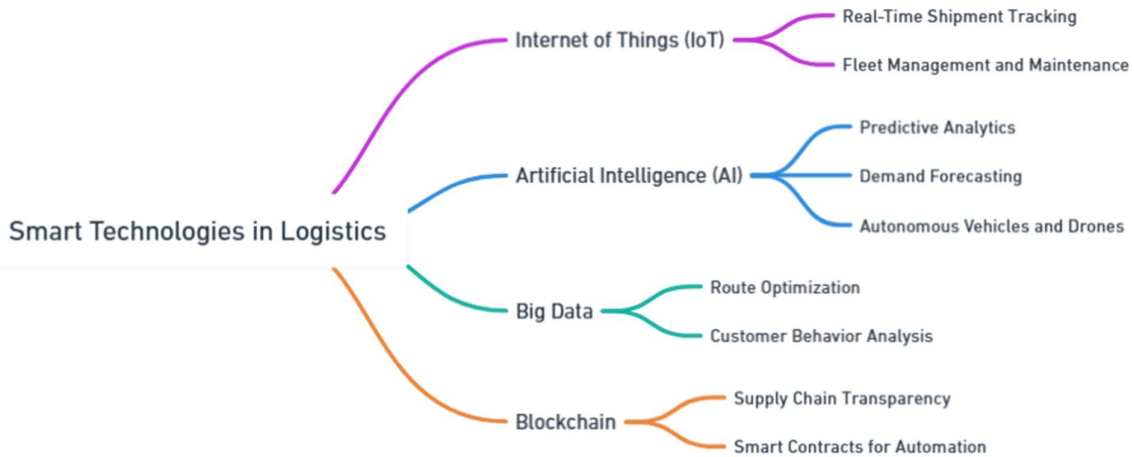 Smart Technologies in Logistics
Internet of Things (IoT)
Real-Time Shipment Tracking
Fleet Management and Maintenance
Artificial Intelligence (AI)
Predictive Analytics
Demand Forecasting
Autonomous Vehicles and Drones
Big Data
Route Optimization
Customer Behavior Analysis
Blockchain
Supply Chain Transparency
Smart Contracts for Automation